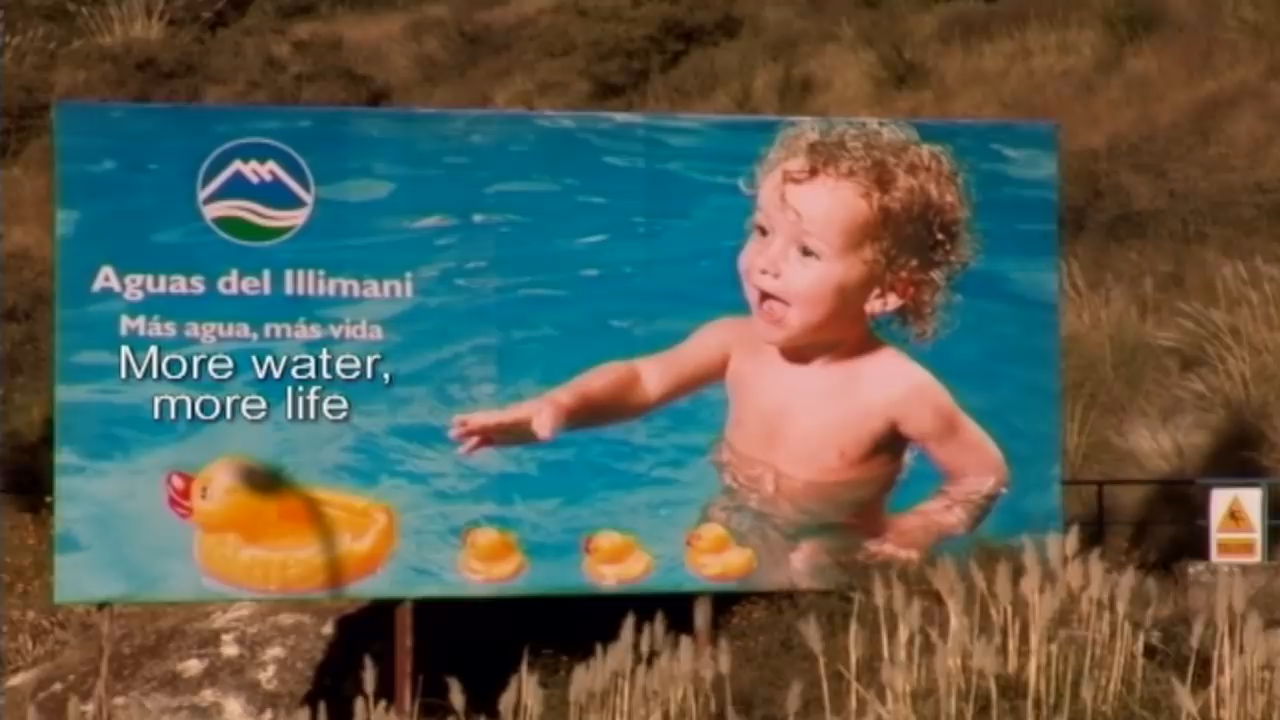 Aguas del Illimani
Más agua, más vida
More water,
more life